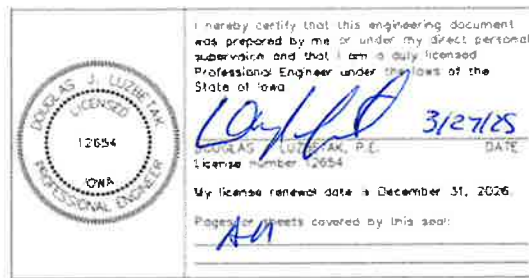 DOUGLAS J. LUZBETAK
LICENSED
12654
IOWA
PROFESSIONAL ENGINEER
I hereby certify that this engineering document
was prepared by me or under my direct personal
supervision and that I am a duly licensed
Professional Engineer under the laws of the
State of Iowa
3/27/25
DOUGLAS J. LUZBETAK, P.E. DATE
License number 12654
My license renewal date is December 31, 2026.
Pages or sheets covered by this seal:
All